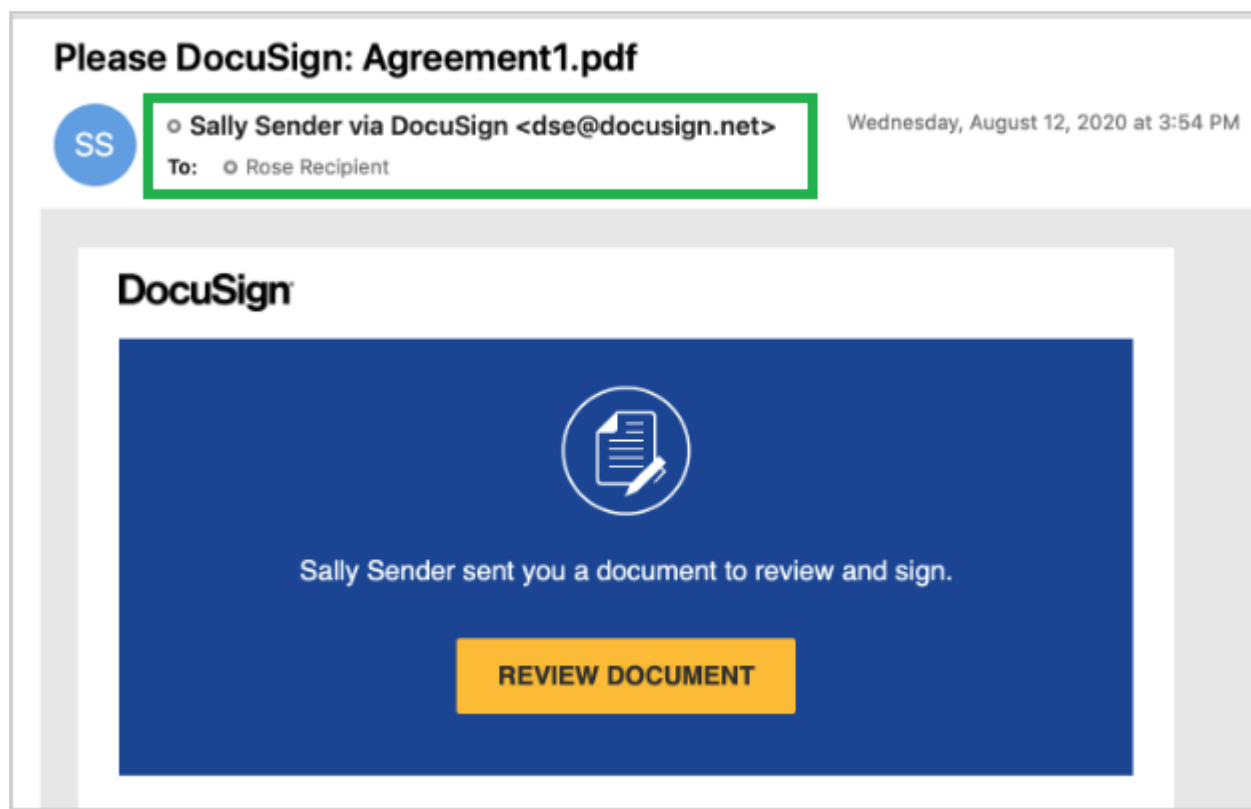 Please DocuSign: Agreement1.pdf
SS
Sally Sender via DocuSign <dse@docusign.net>
Wednesday, August 12, 2020 at 3:54 PM
To: Rose Recipient
DocuSign
Sally Sender sent you a document to review and sign.
REVIEW DOCUMENT